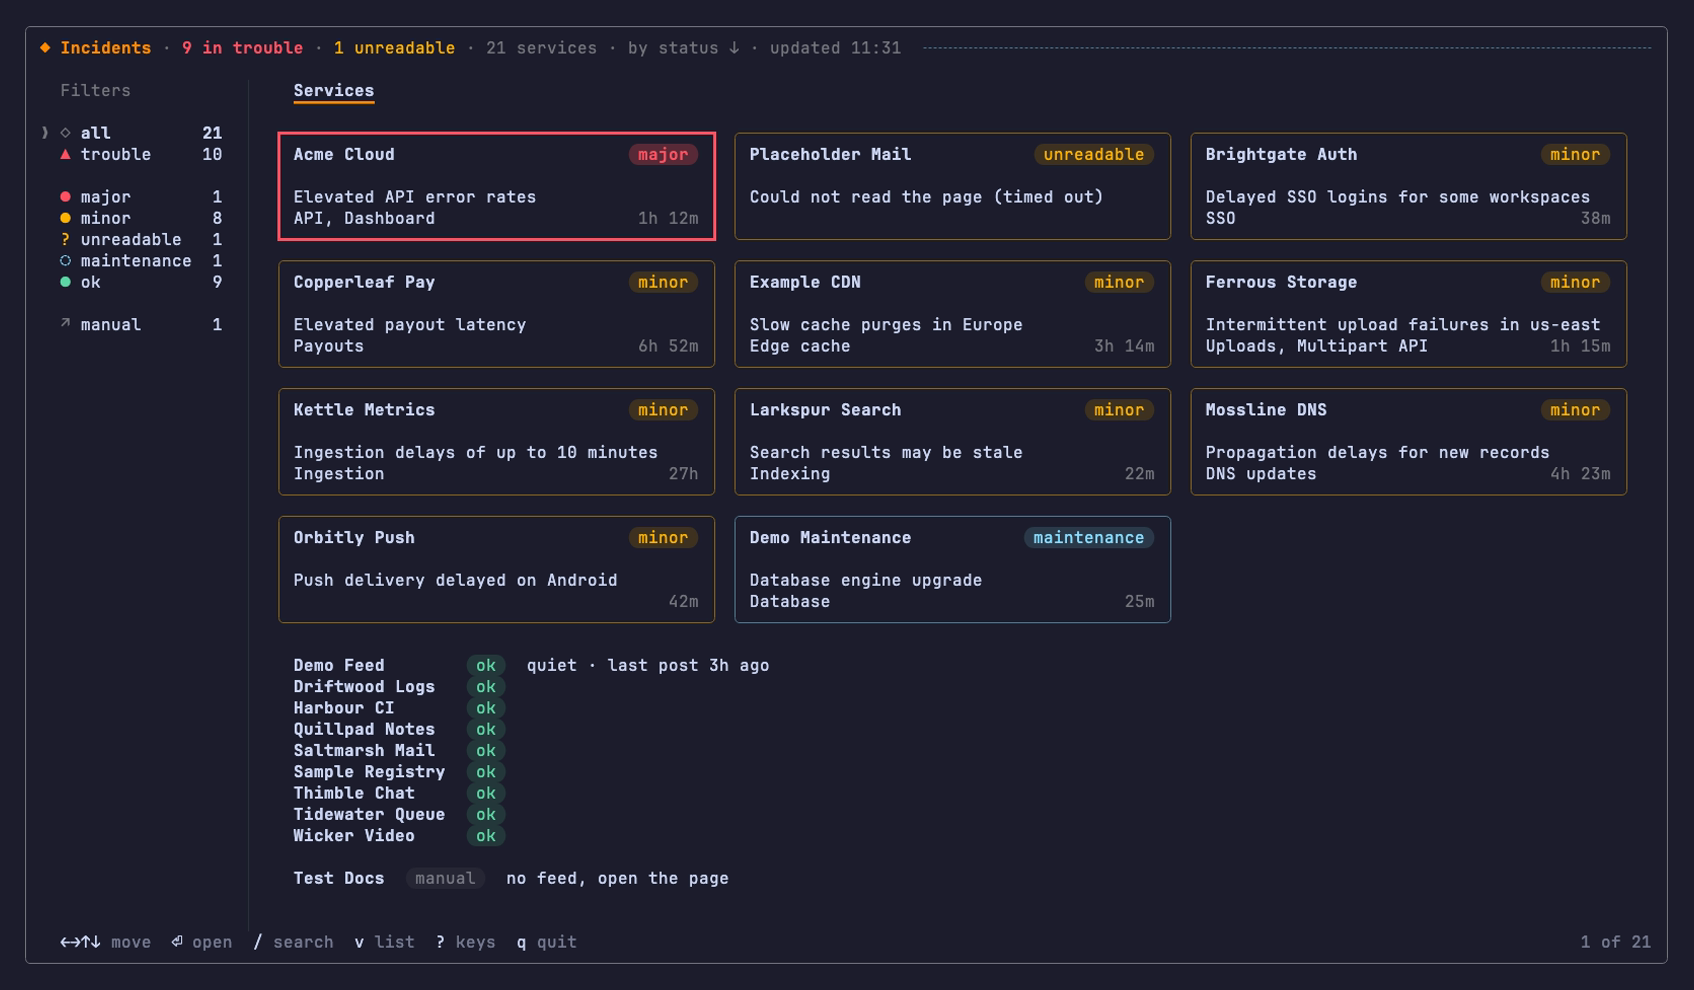 ◆ Incidents · 9 in trouble · 1 unreadable · 21 services · by status ↓ · updated 11:31
Filters
all 21
trouble 10
major 1
minor 8
? unreadable 1
maintenance 1
ok 9
↗ manual 1
Services
Acme Cloud major
Elevated API error rates
API, Dashboard 1h 12m
Placeholder Mail unreadable
Could not read the page (timed out)
Brightgate Auth minor
Delayed SSO logins for some workspaces
SSO 38m
Copperleaf Pay minor
Elevated payout latency
Payouts 6h 52m
Example CDN minor
Slow cache purges in Europe
Edge cache 3h 14m
Ferrous Storage minor
Intermittent upload failures in us-east
Uploads, Multipart API 1h 15m
Kettle Metrics minor
Ingestion delays of up to 10 minutes
Ingestion 27h
Larkspur Search minor
Search results may be stale
Indexing 22m
Mossline DNS minor
Propagation delays for new records
DNS updates 4h 23m
Orbitly Push minor
Push delivery delayed on Android
42m
Demo Maintenance maintenance
Database engine upgrade
Database 25m
Demo Feed ok quiet · last post 3h ago
Driftwood Logs ok
Harbour CI ok
Quillpad Notes ok
Saltmarsh Mail ok
Sample Registry ok
Thimble Chat ok
Tidewater Queue ok
Wicker Video ok
Test Docs manual no feed, open the page
←→↑↓ move ⏎ open / search v list ? keys q quit 1 of 21